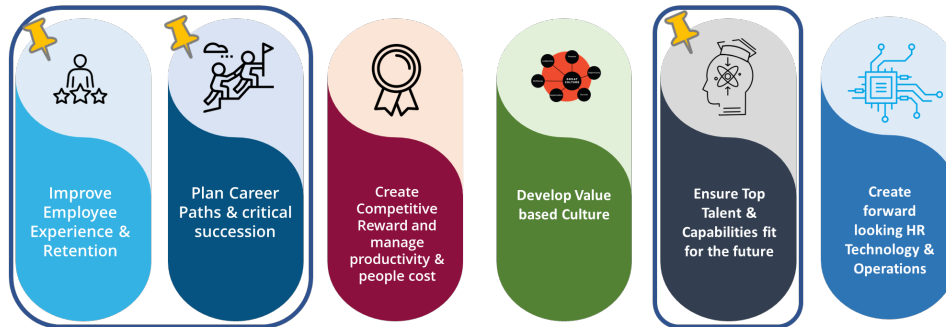 Improve
Employee
Experience &
Retention
Plan Career
Paths & critical
succession
Create
Competitive
Reward and
manage
productivity &
people cost
Develop Value
based Culture
Ensure Top
Talent &
Capabilities fit
for the future
Create
forward
looking HR
Technology &
Operations